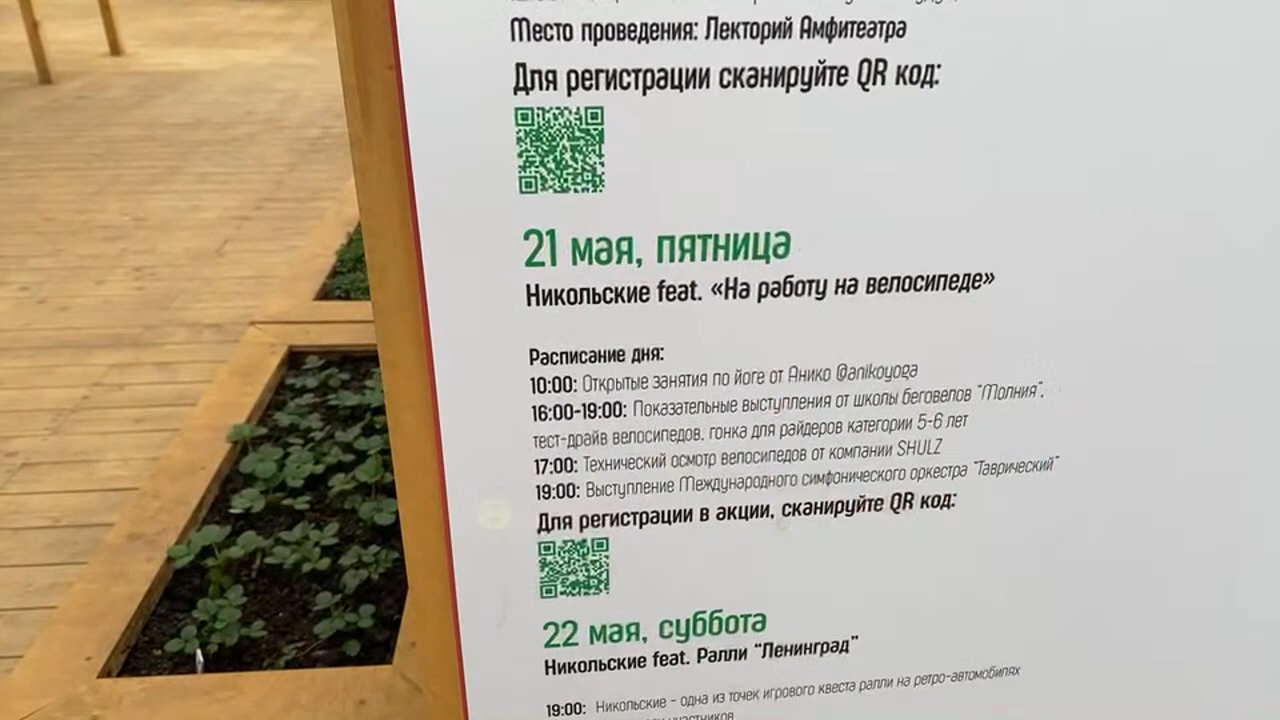 Место проведения: Лекторий Амфитеатра
Для регистрации сканируйте QR код:
21 мая, пятница
Никольские feat. «На работу на велосипеде»
Расписание дня:
10:00: Открытые занятия по йоге от Анико @anikoyoga
16:00-19:00: Показательные выступления от школы беговелов "Молния",
тест-драйв велосипедов, гонка для райдеров категории 5-6 лет
17:00: Технический осмотр велосипедов от компании SHULZ
19:00: Выступление Международного симфонического оркестра "Таврический"
Для регистрации в акции, сканируйте QR код:
22 мая, суббота
Никольские feat. Ралли "Ленинград"
19:00: Никольские - одна из точек игрового квеста ралли на ретро-автомобилях
участников